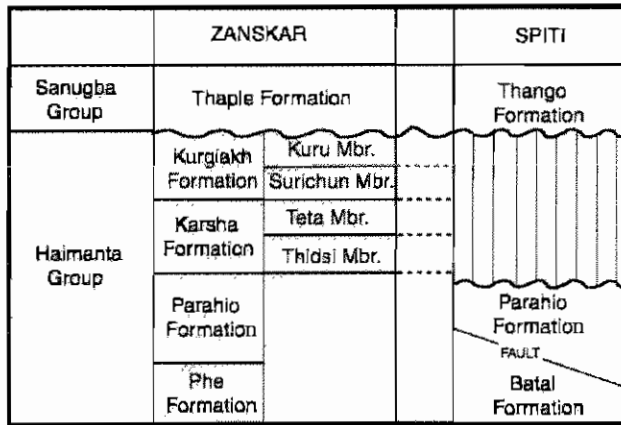 ZANSKAR
SPITI
Sanugba
Group
Thaple Formation
Thango
Formation
Haimanta
Group
Kurgiakh
Formation
Kuru Mbr.
Surichun Mbr.
Karsha
Formation
Teta Mbr.
Thidsi Mbr.
Parahio
Formation
Parahio
Formation
FAULT
Phe
Formation
Batal
Formation